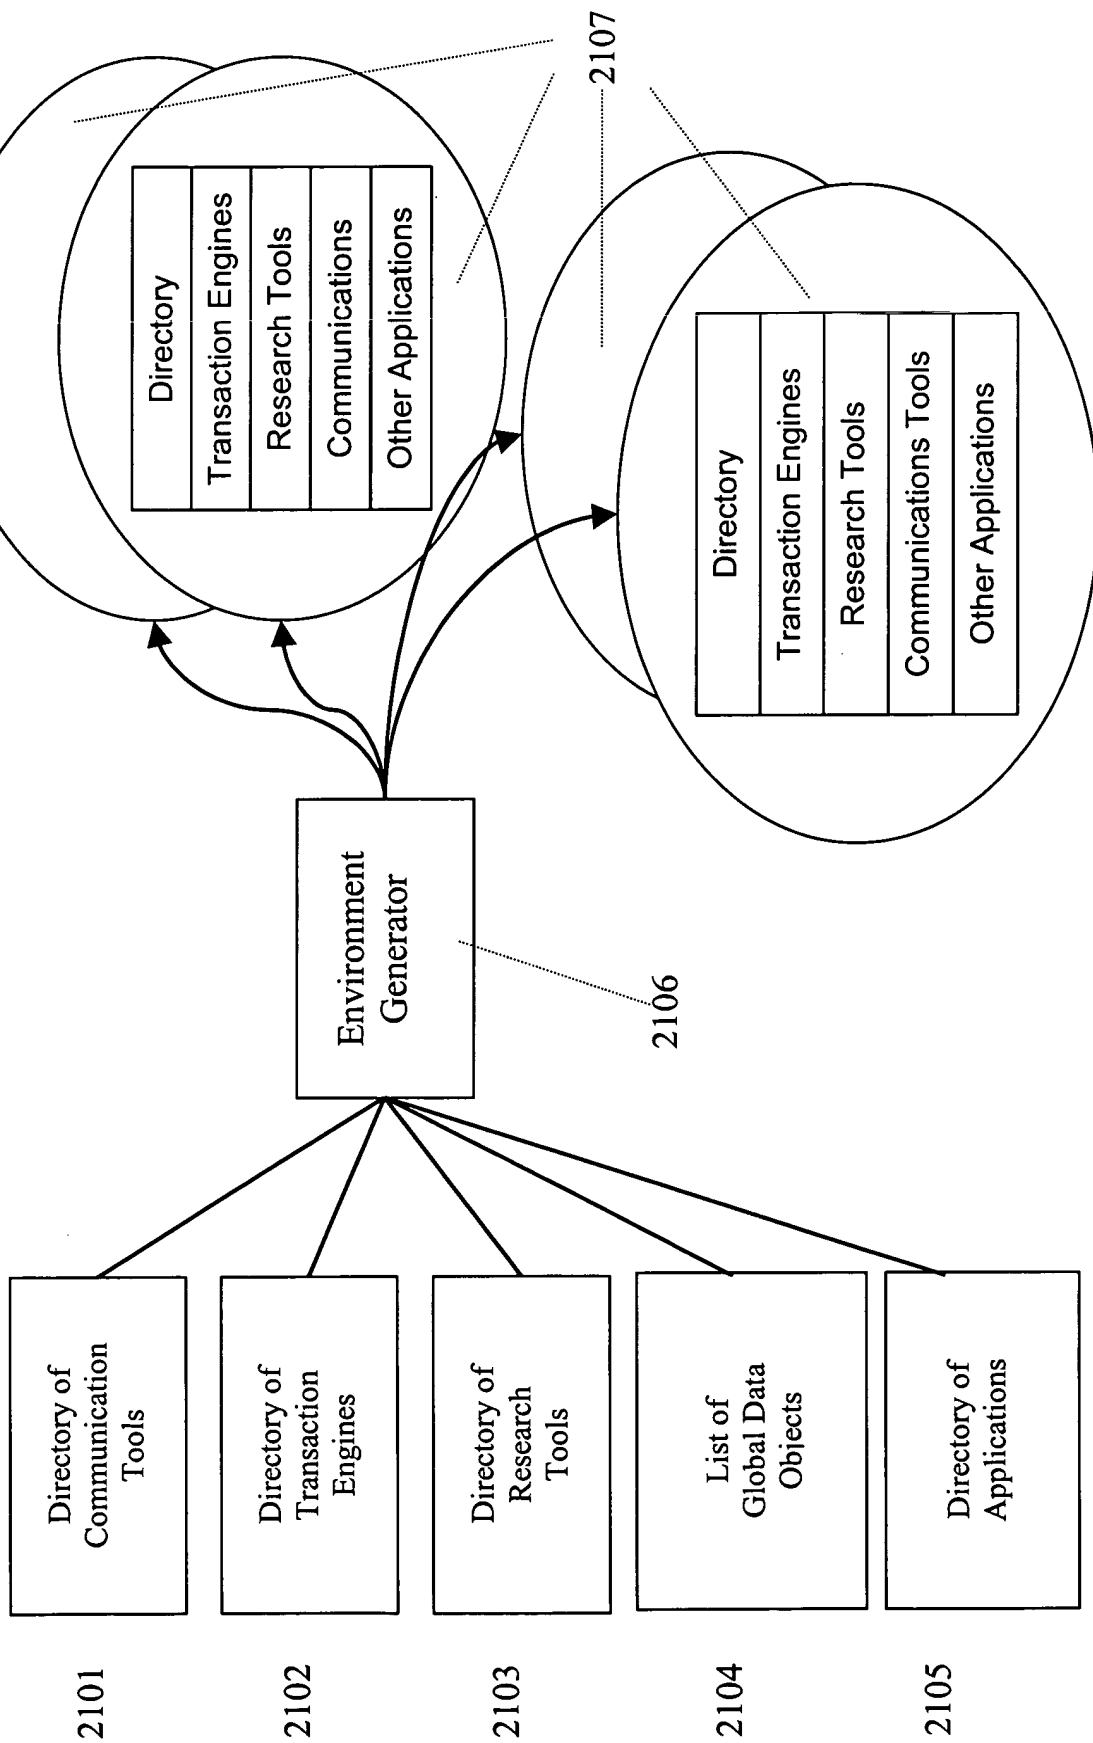 2101
Directory of
Communication
Tools
2102
Directory of
Transaction
Engines
2103
Directory of
Research
Tools
2104
List of
Global Data
Objects
2105
Directory of
Applications
Environment
Generator
2106
Directory
Transaction Engines
Research Tools
Communications
Other Applications
2107
Directory
Transaction Engines
Research Tools
Communications Tools
Other Applications